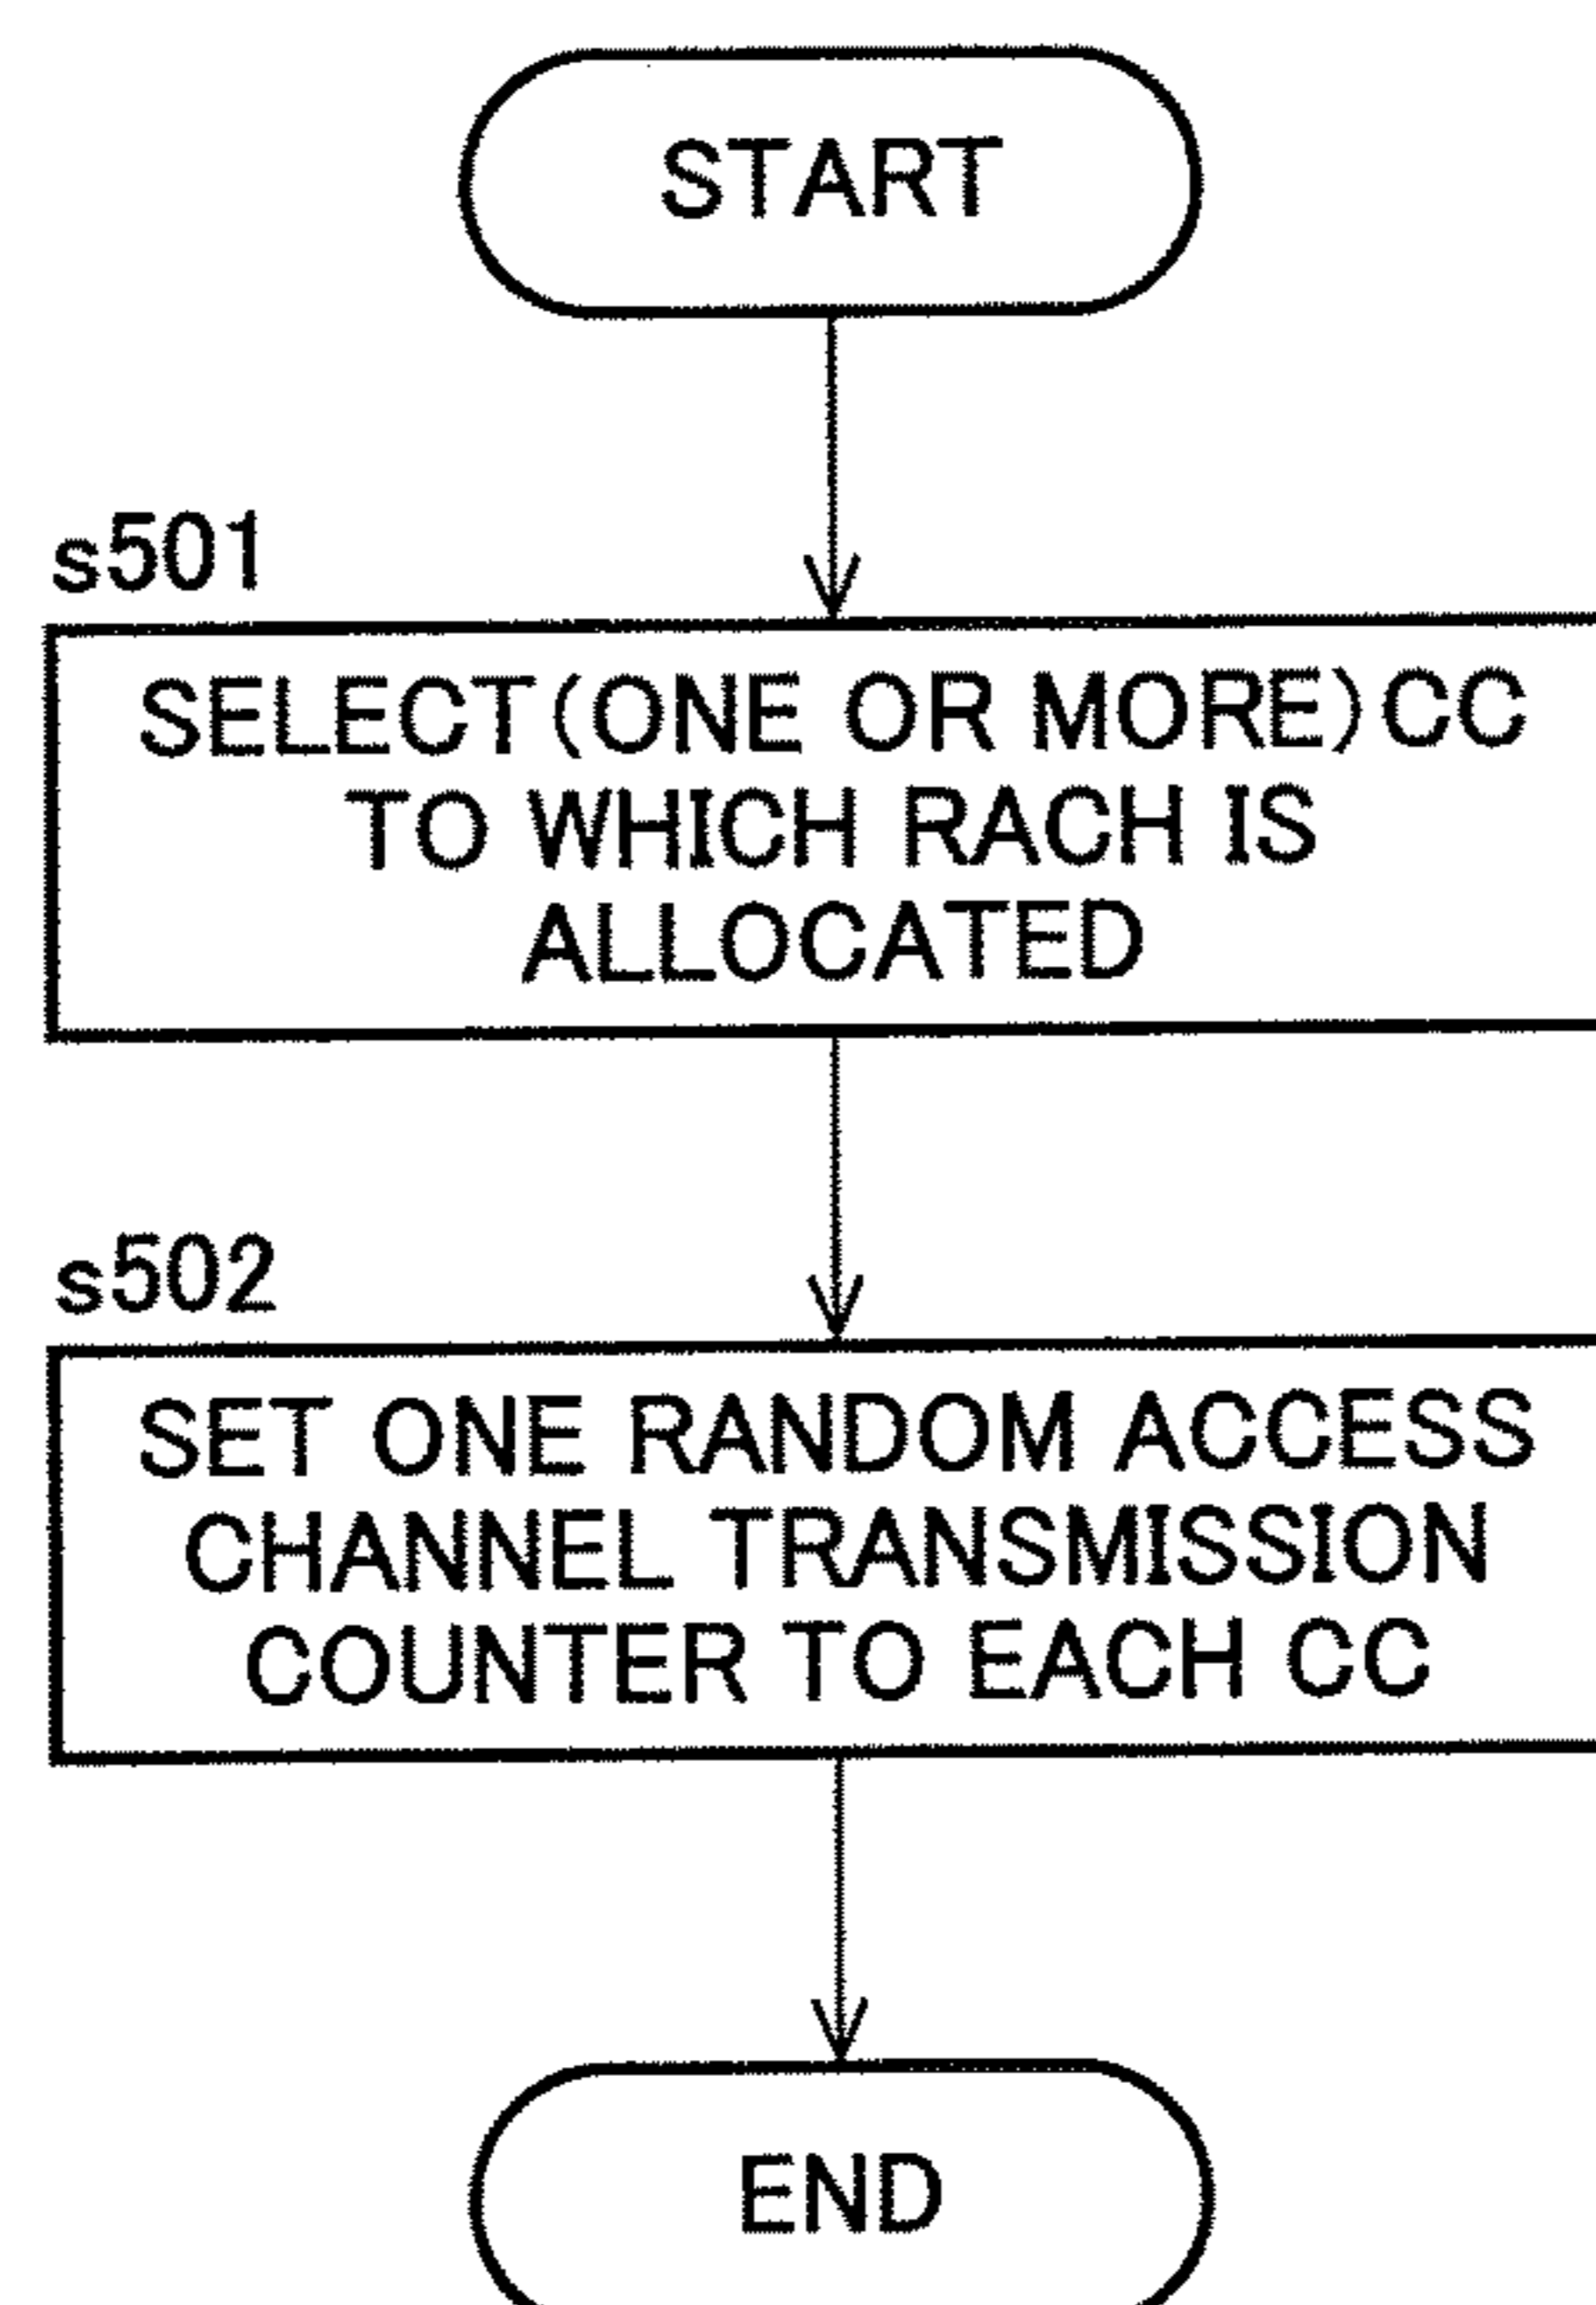 START
s501
SELECT(ONE OR MORE)CC
TO WHICH RACH IS
ALLOCATED
s502
SET ONE RANDOM ACCESS
CHANNEL TRANSMISSION
COUNTER TO EACH CC
END